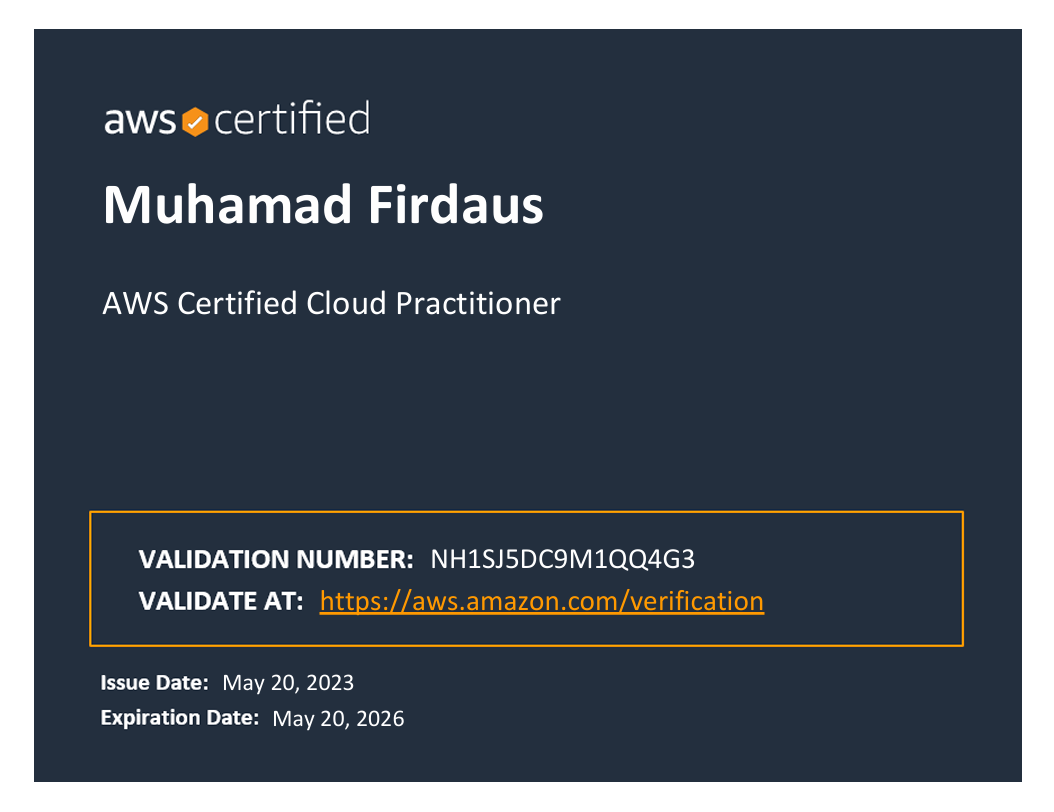 aws certified
Muhamad Firdaus
AWS Certified Cloud Practitioner
VALIDATION NUMBER: NH1SJ5DC9M1QQ4G3
VALIDATE AT: https://aws.amazon.com/verification
Issue Date: May 20, 2023
Expiration Date: May 20, 2026